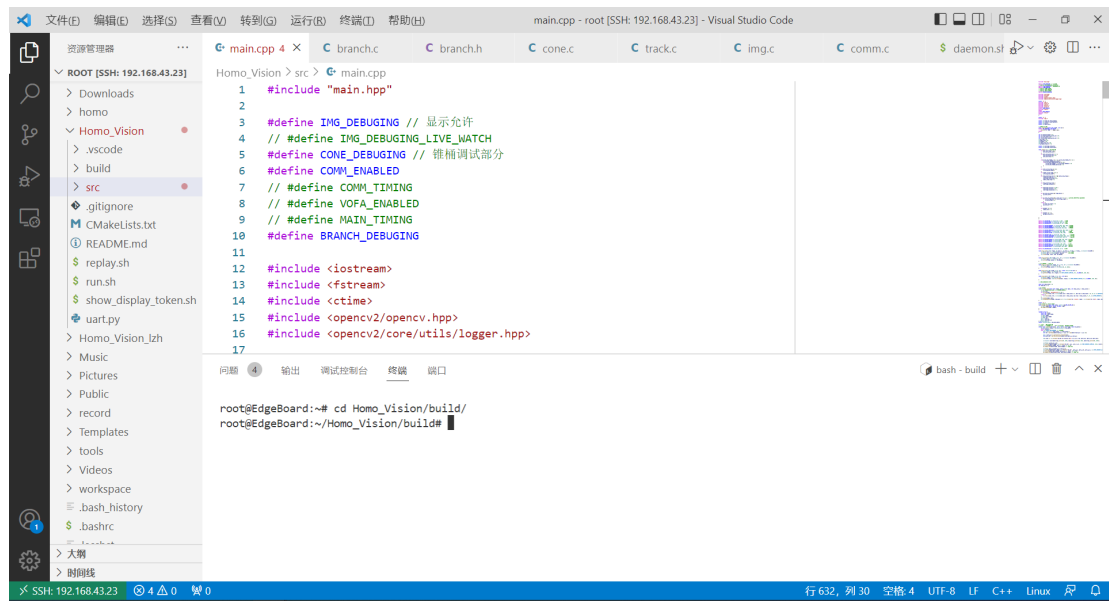 文件(F) 编辑(E) 选择(S) 查看(V) 转到(G) 运行(R) 终端(T) 帮助(H) main.cpp - root [SSH: 192.168.43.23] - Visual Studio Code
资源管理器 ···
main.cpp 4 × branch.c branch.h cone.c track.c img.c comm.c daemon.sh
ROOT [SSH: 192.168.43.23]
Downloads
homo
Homo_Vision
.vscode
build
src
.gitignore
CMakeLists.txt
README.md
replay.sh
run.sh
show_display_token.sh
uart.py
Homo_Vision_lzh
Music
Pictures
Public
record
Templates
tools
Videos
workspace
.bash_history
.bashrc
大纲
时间线
Homo_Vision > src > main.cpp
1 #include "main.hpp"
2
3 #define IMG_DEBUGING // 显示允许
4 // #define IMG_DEBUGING_LIVE_WATCH
5 #define CONE_DEBUGING // 锥桶调试部分
6 #define COMM_ENABLED
7 // #define COMM_TIMING
8 // #define VOFA_ENABLED
9 // #define MAIN_TIMING
10 #define BRANCH_DEBUGING
11
12 #include <iostream>
13 #include <fstream>
14 #include <ctime>
15 #include <opencv2/opencv.hpp>
16 #include <opencv2/core/utils/logger.hpp>
17
问题 4 输出 调试控制台 终端 端口 bash - build
root@EdgeBoard:~# cd Homo_Vision/build/
root@EdgeBoard:~/Homo_Vision/build#
1
SSH: 192.168.43.23 4 0 0 行 632，列 30 空格: 4 UTF-8 LF C++ Linux